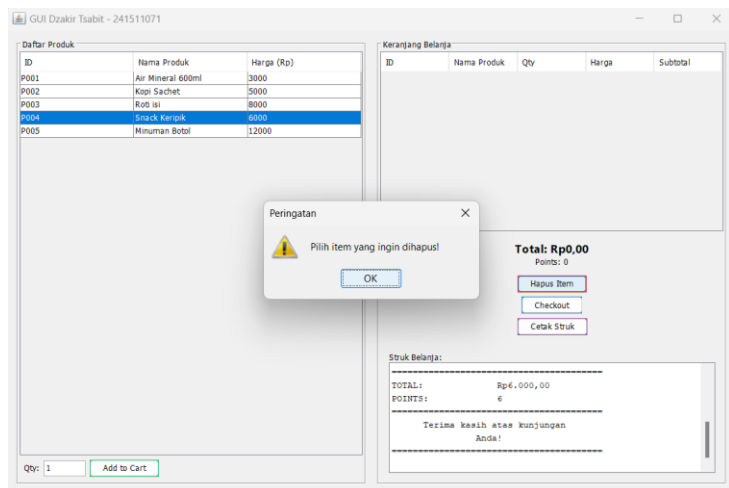 GUI Dzakir Tsabit - 241511071
Daftar Produk
ID Nama Produk Harga (Rp)
P001 Air Mineral 600ml 3000
P002 Kopi Sachet 5000
P003 Roti isi 8000
P004 Snack Keripik 6000
P005 Minuman Botol 12000
Qty: 1 Add to Cart
Keranjang Belanja
ID Nama Produk Qty Harga Subtotal
Peringatan
Pilih item yang ingin dihapus!
OK
Total: Rp0,00
Points: 0
Hapus Item
Checkout
Cetak Struk
Struk Belanja:
TOTAL: Rp6.000,00
POINTS: 6
Terima kasih atas kunjungan
Anda!